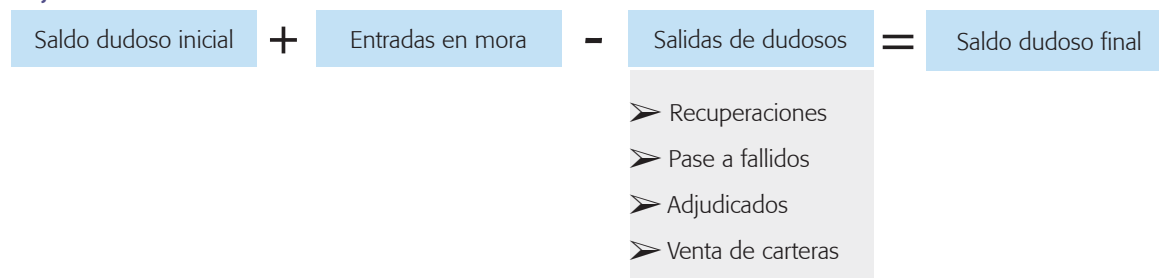 Saldo dudoso inicial + Entradas en mora - Salidas de dudosos = Saldo dudoso final
➢ Recuperaciones
➢ Pase a fallidos
➢ Adjudicados
➢ Venta de carteras